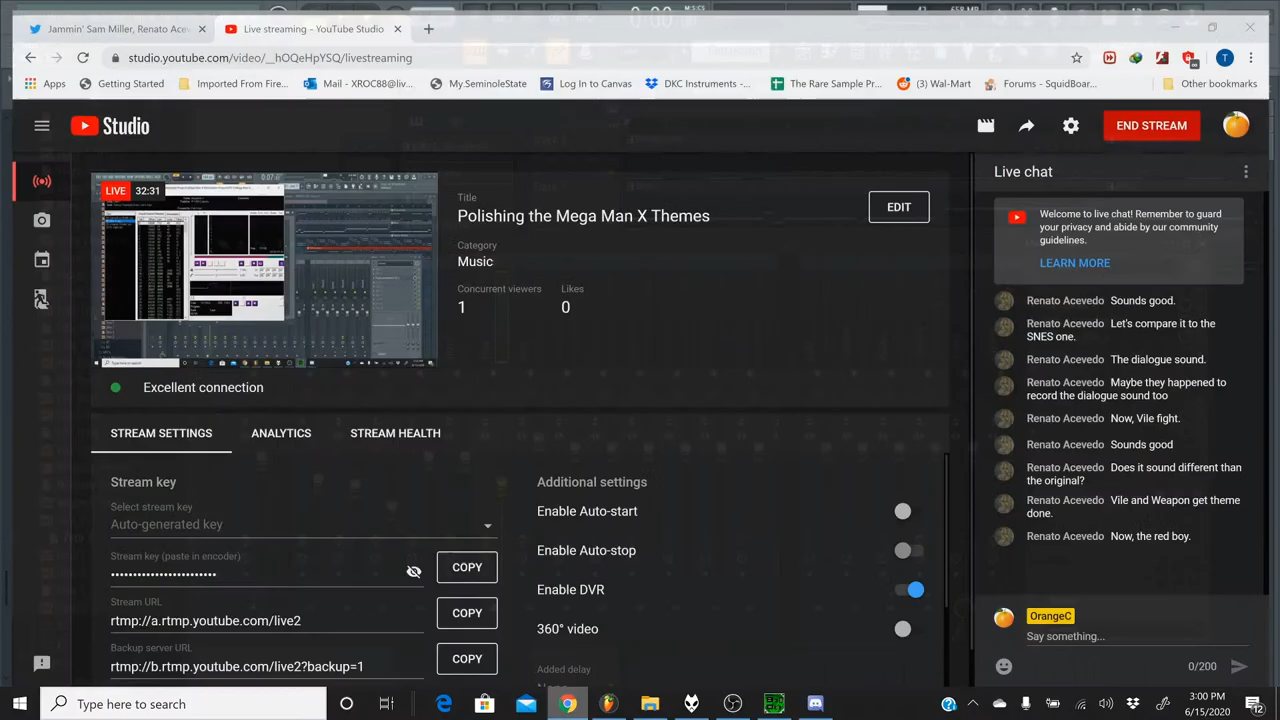 Jammin' Sam Miller, Renato Ace
Live streaming - YouTube Studio
studio.youtube.com/video/__hOQeHpYSQ/livestreaming
T
Apps
Getting Started
Imported From Fire...
Mail - XROC88@liv...
My.SeminoleState
Log In to Canvas
DKC Instruments -...
The Rare Sample Pr...
(9) Wal-Mart
Forums - SquidBoar...
Other bookmarks
Studio
END STREAM
LIVE 32:31
Title
Polishing the Mega Man X Themes
EDIT
Category
Music
Concurrent viewers
Likes
1
0
Excellent connection
STREAM SETTINGS
ANALYTICS
STREAM HEALTH
Stream key
Select stream key
Auto-generated key
Stream key (paste in encoder)
••••••••••••••••••••••••
COPY
Stream URL
rtmp://a.rtmp.youtube.com/live2
COPY
Backup server URL
rtmp://b.rtmp.youtube.com/live2?backup=1
COPY
Additional settings
Enable Auto-start
Enable Auto-stop
Enable DVR
360° video
Added delay
Live chat
Welcome to live chat! Remember to guard
your privacy and abide by our community
guidelines.
LEARN MORE
Renato Acevedo Sounds good.
Renato Acevedo Let's compare it to the
SNES one.
Renato Acevedo The dialogue sound.
Renato Acevedo Maybe they happened to
record the dialogue sound too
Renato Acevedo Now, Vile fight.
Renato Acevedo Sounds good
Renato Acevedo Does it sound different than
the original?
Renato Acevedo Vile and Weapon get theme
done.
Renato Acevedo Now, the red boy.
OrangeC
Say something...
0/200
Type here to search
3:00 PM
6/15/2020
12